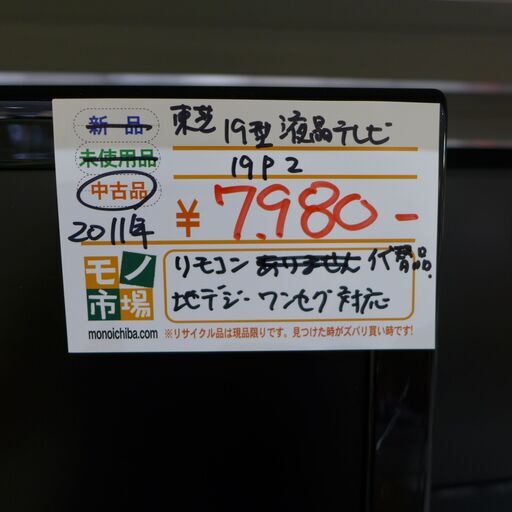 新品
東芝 19型 液晶テレビ
未使用品
19P2
中古品
2011年
¥7,980-
モノ市場
monoichiba.com
リモコン ありません 代替品.
地デジ・ワンセグ対応
※リサイクル品は現品限りです。見つけた時がズバリ買い時です!